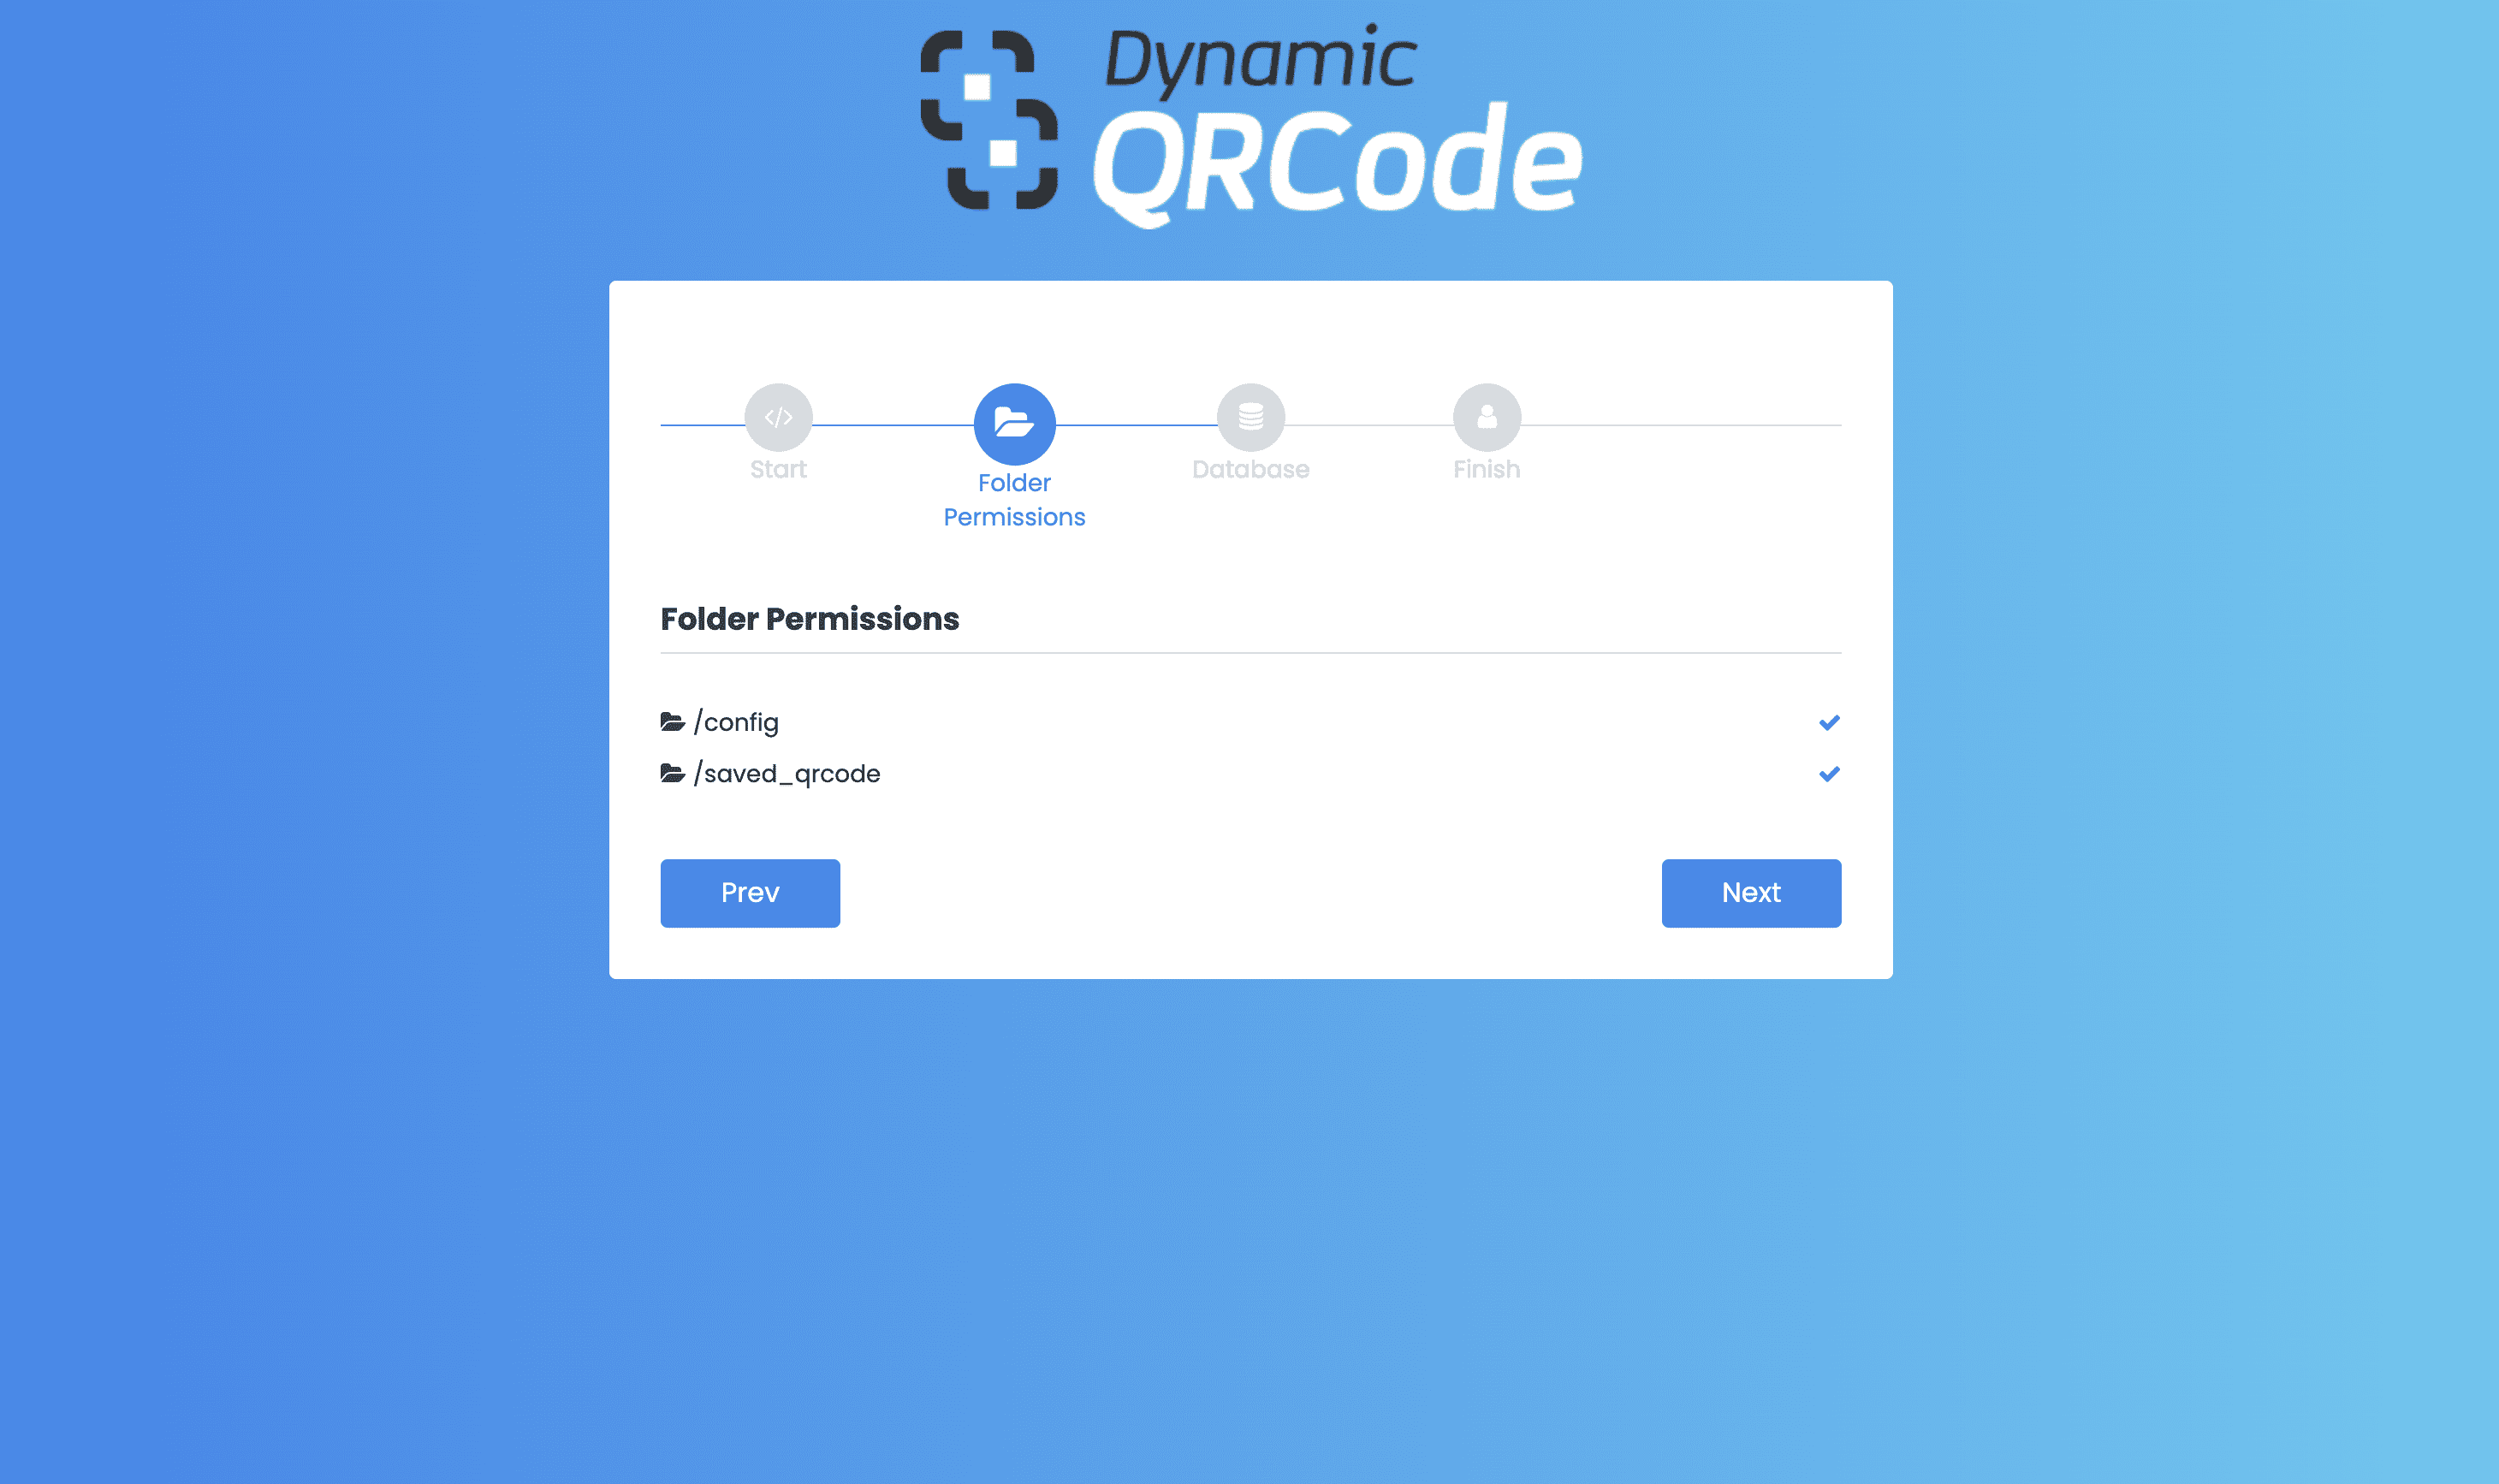 Dynamic
QRCode
Start
Folder
Permissions
Database
Finish
Folder Permissions
/config
/saved_qrcode
Prev
Next